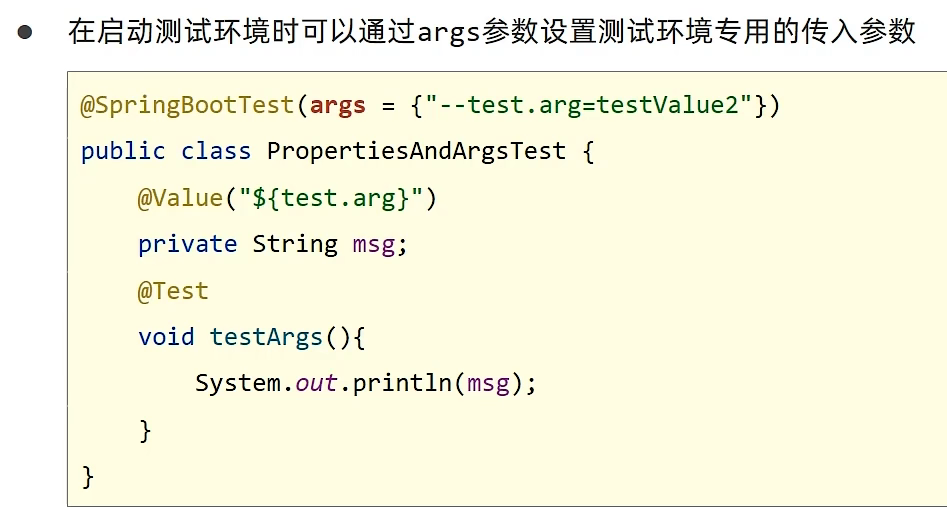 在启动测试环境时可以通过args参数设置测试环境专用的传入参数
@SpringBootTest(args = {"--test.arg=testValue2"})
public class PropertiesAndArgsTest {
    @Value("${test.arg}")
    private String msg;
    @Test
    void testArgs(){
        System.out.println(msg);
    }
}